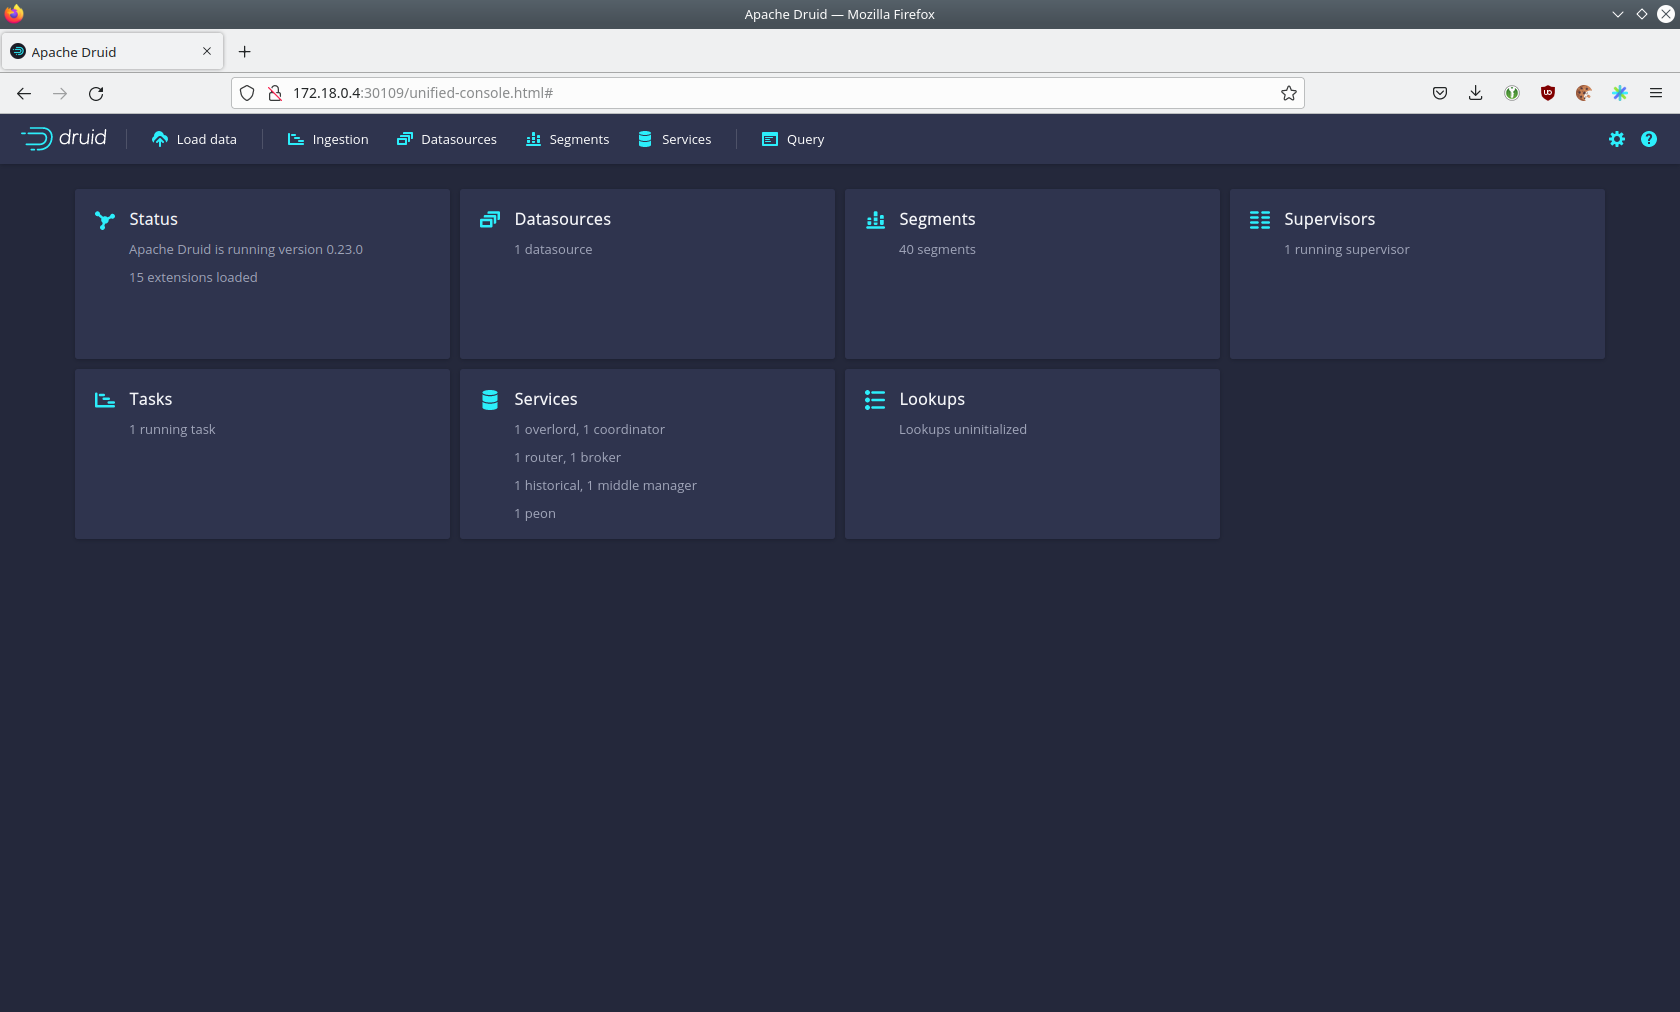 Apache Druid — Mozilla Firefox
Apache Druid
172.18.0.4:30109/unified-console.html#
druid
Load data
Ingestion
Datasources
Segments
Services
Query
Status
Apache Druid is running version 0.23.0
15 extensions loaded
Datasources
1 datasource
Segments
40 segments
Supervisors
1 running supervisor
Tasks
1 running task
Services
1 overlord, 1 coordinator
1 router, 1 broker
1 historical, 1 middle manager
1 peon
Lookups
Lookups uninitialized